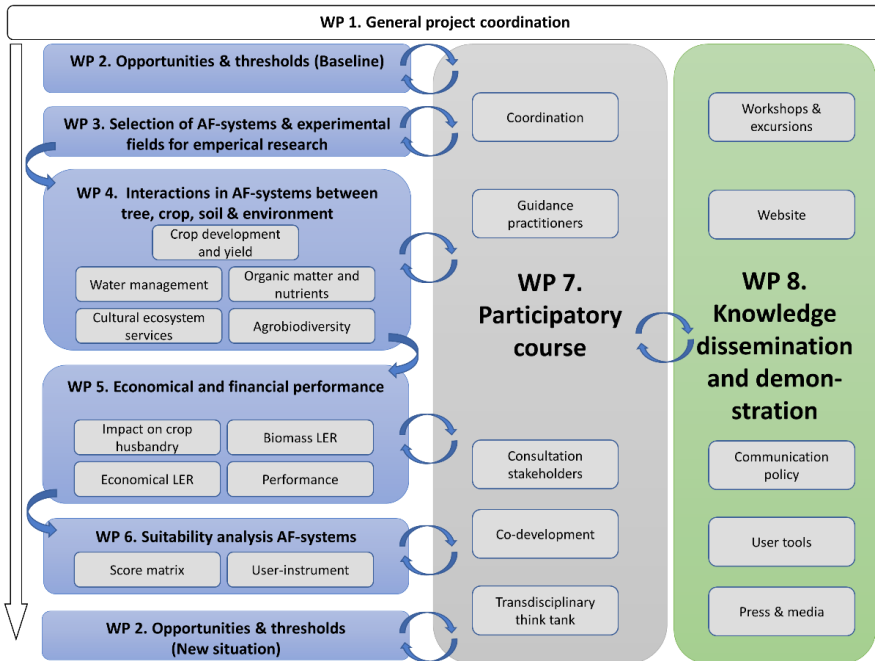 WP 1. General project coordination
WP 2. Opportunities & thresholds (Baseline)
WP 3. Selection of AF-systems & experimental
fields for emperical research
WP 4. Interactions in AF-systems between
tree, crop, soil & environment
Crop development
and yield
Water management
Organic matter and
nutrients
Cultural ecosystem
services
Agrobiodiversity
WP 5. Economical and financial performance
Impact on crop
husbandry
Biomass LER
Economical LER
Performance
WP 6. Suitability analysis AF-systems
Score matrix
User-instrument
WP 2. Opportunities & thresholds
(New situation)
Coordination
Guidance
practitioners
WP 7.
Participatory
course
Consultation
stakeholders
Co-development
Transdisciplinary
think tank
Workshops &
excursions
Website
WP 8.
Knowledge
dissemination
and demon-
stration
Communication
policy
User tools
Press & media